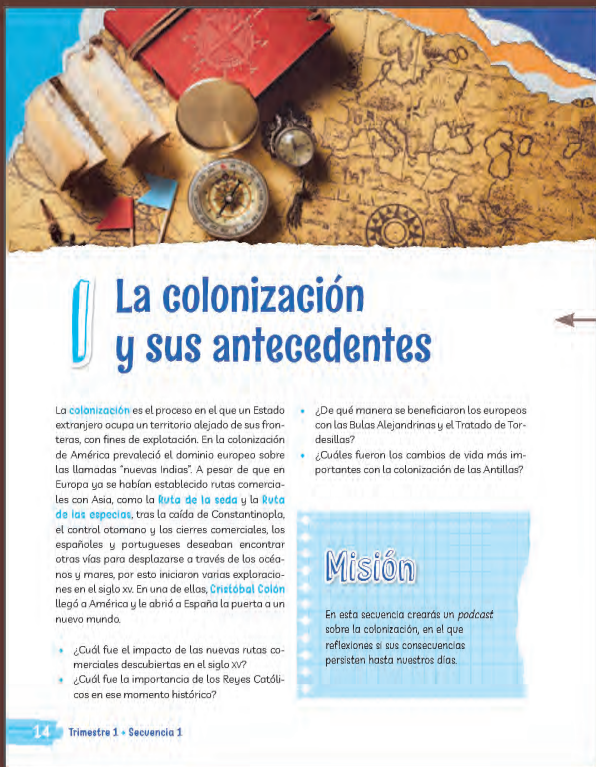 1 La colonización
y sus antecedentes
La colonización es el proceso en el que un Estado
extranjero ocupa un territorio alejado de sus fron-
teras, con fines de explotación. En la colonización
de América prevaleció el dominio europeo sobre
las llamadas “nuevas Indias”. A pesar de que en
Europa ya se habían establecido rutas comercia-
les con Asia, como la Ruta de la seda y la Ruta
de las especias, tras la caída de Constantinopla,
el control otomano y los cierres comerciales, los
españoles y portugueses deseaban encontrar
otras vías para desplazarse a través de los océa-
nos y mares, por esto iniciaron varias exploracio-
nes en el siglo XV. En una de ellas, Cristóbal Colón
llegó a América y le abrió a España la puerta a un
nuevo mundo.
• ¿Cuál fue el impacto de las nuevas rutas co-
merciales descubiertas en el siglo XV?
• ¿Cuál fue la importancia de los Reyes Católi-
cos en ese momento histórico?
• ¿De qué manera se beneficiaron los europeos
con las Bulas Alejandrinas y el Tratado de Tor-
desillas?
• ¿Cuáles fueron los cambios de vida más im-
portantes con la colonización de las Antillas?
Misión
En esta secuencia crearás un podcast
sobre la colonización, en el que
reflexiones si sus consecuencias
persisten hasta nuestros días.
14 Trimestre 1 • Secuencia 1